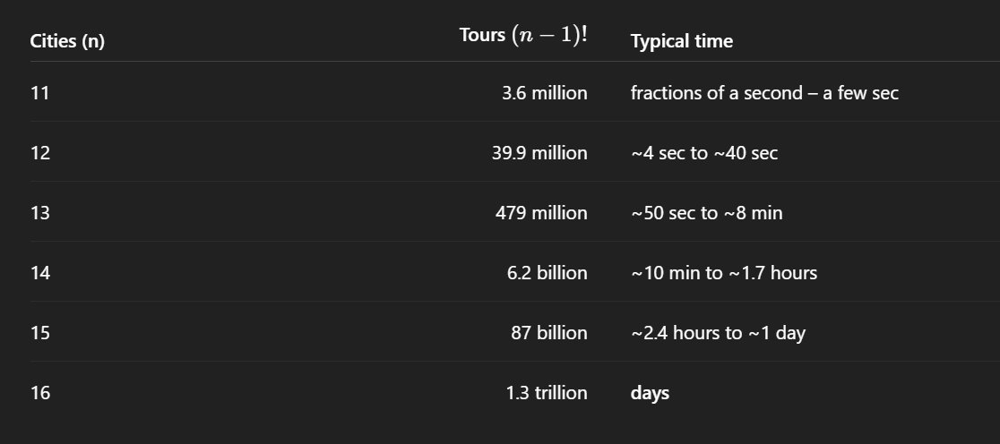 Cities (n) Tours (n − 1)! Typical time
11 3.6 million fractions of a second – a few sec
12 39.9 million ~4 sec to ~40 sec
13 479 million ~50 sec to ~8 min
14 6.2 billion ~10 min to ~1.7 hours
15 87 billion ~2.4 hours to ~1 day
16 1.3 trillion days